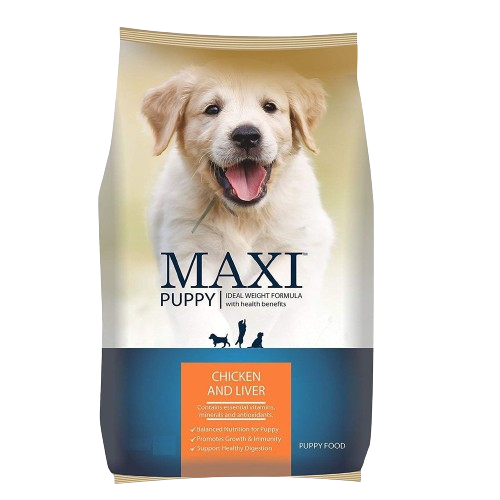 MAXI™
PUPPY
IDEAL WEIGHT FORMULA
with health benefits
CHICKEN
AND LIVER
Contains essential vitamins,
minerals and antioxidants.
✓ Balanced Nutrition for Puppy
✓ Promotes Growth & Immunity
✓ Support Healthy Digestion
PUPPY FOOD